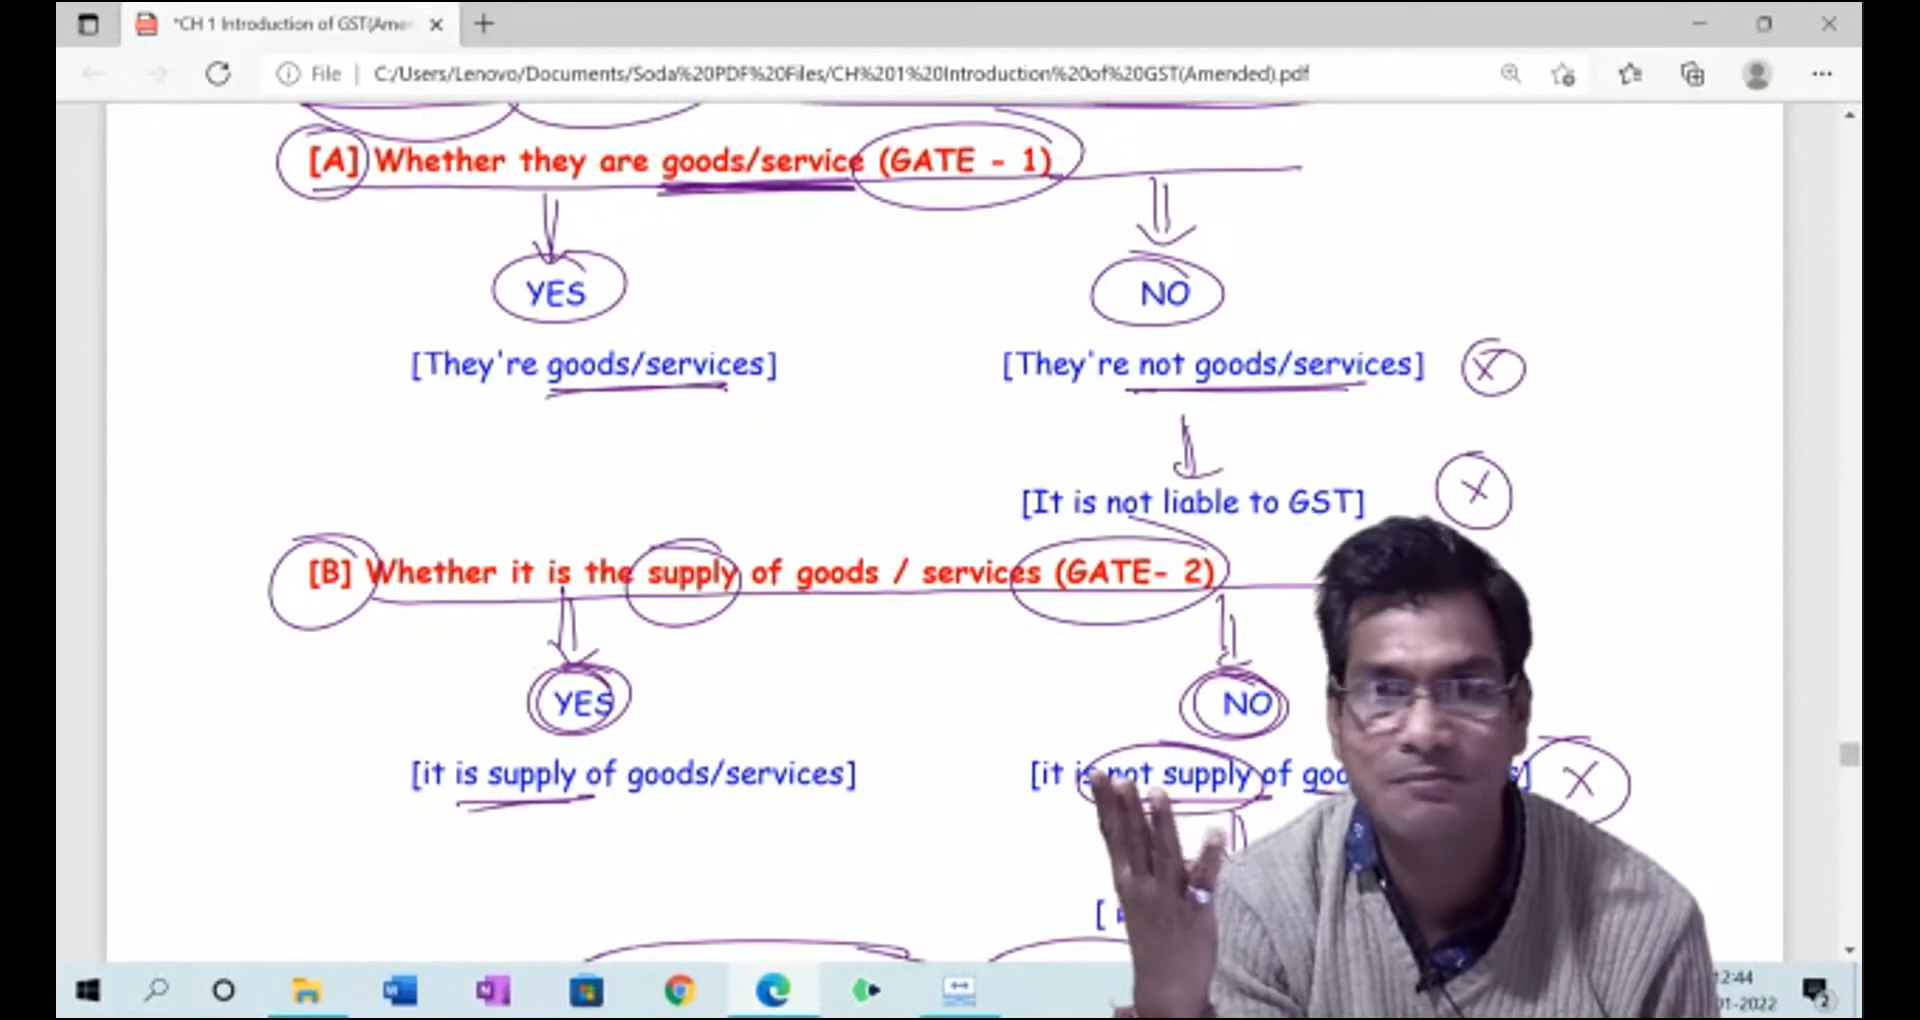 *CH 1 Introduction of GST(Ame
File | C:/Users/Lenovo/Documents/Soda%20PDF%20Files/CH%201%20Introduction%20of%20GST(Amended).pdf
[A] Whether they are goods/service (GATE - 1)
YES NO
[They're goods/services] [They're not goods/services] X
[It is not liable to GST] X
[B] Whether it is the supply of goods / services (GATE- 2)
YES NO
[it is supply of goods/services] [it is not supply of X
[
12:44
01-2022
2